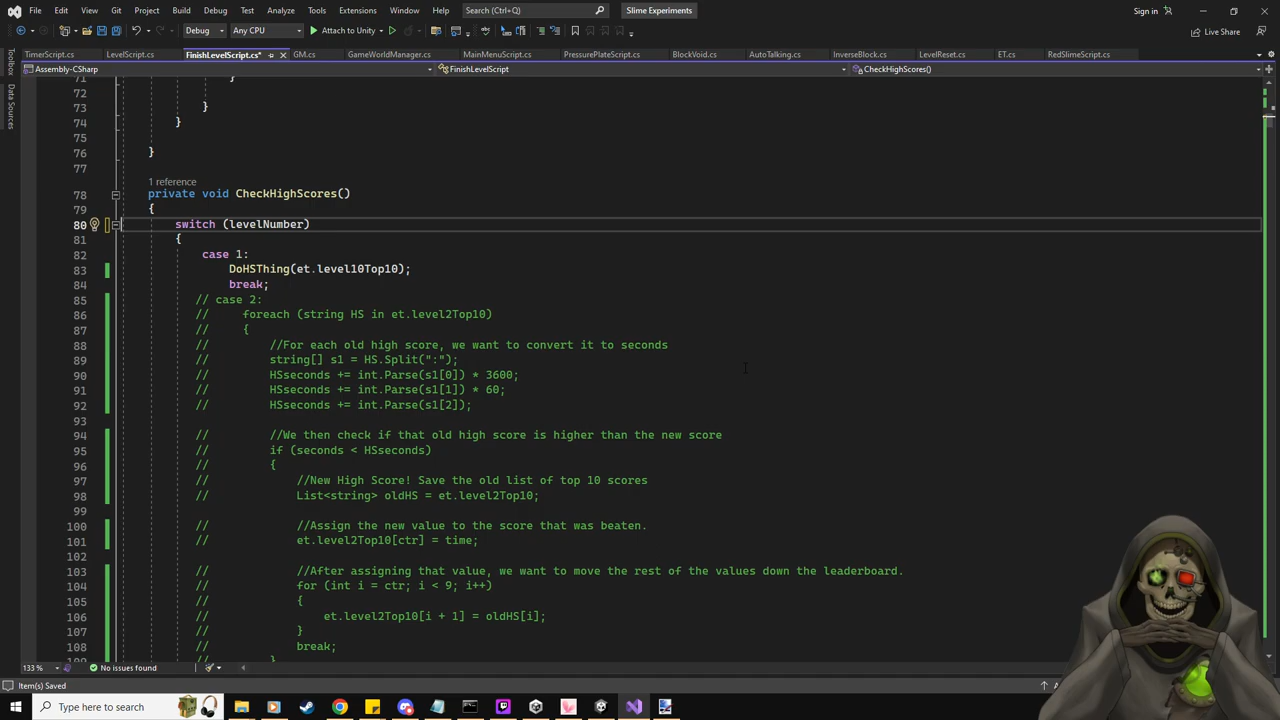 File Edit View Git Project Build Debug Test Analyze Tools Extensions Window Help Search (Ctrl+Q) Slime Experiments Sign in
Debug Any CPU Attach to Unity Live Share
TimerScript.cs LevelScript.cs FinishLevelScript.cs* GM.cs GameWorldManager.cs MainMenuScript.cs PressurePlateScript.cs BlockVoid.cs AutoTalking.cs InverseBlock.cs LevelReset.cs ET.cs RedSlimeScript.cs
Toolbox
Data Sources
Assembly-CSharp FinishLevelScript CheckHighScores()
71 }
72
73 }
74 }
75
76 }
77
1 reference
78 private void CheckHighScores()
79 {
80 switch (levelNumber)
81 {
82 case 1:
83 DoHSThing(et.level10Top10);
84 break;
85 // case 2:
86 // foreach (string HS in et.level2Top10)
87 // {
88 // //For each old high score, we want to convert it to seconds
89 // string[] s1 = HS.Split(":");
90 // HSseconds += int.Parse(s1[0]) * 3600;
91 // HSseconds += int.Parse(s1[1]) * 60;
92 // HSseconds += int.Parse(s1[2]);
93
94 // //We then check if that old high score is higher than the new score
95 // if (seconds < HSseconds)
96 // {
97 // //New High Score! Save the old list of top 10 scores
98 // List<string> oldHS = et.level2Top10;
99
100 // //Assign the new value to the score that was beaten.
101 // et.level2Top10[ctr] = time;
102
103 // //After assigning that value, we want to move the rest of the values down the leaderboard.
104 // for (int i = ctr; i < 9; i++)
105 // {
106 // et.level2Top10[i + 1] = oldHS[i];
107 // }
108 // break;
109 // }
133 % No issues found
Item(s) Saved
Type here to search